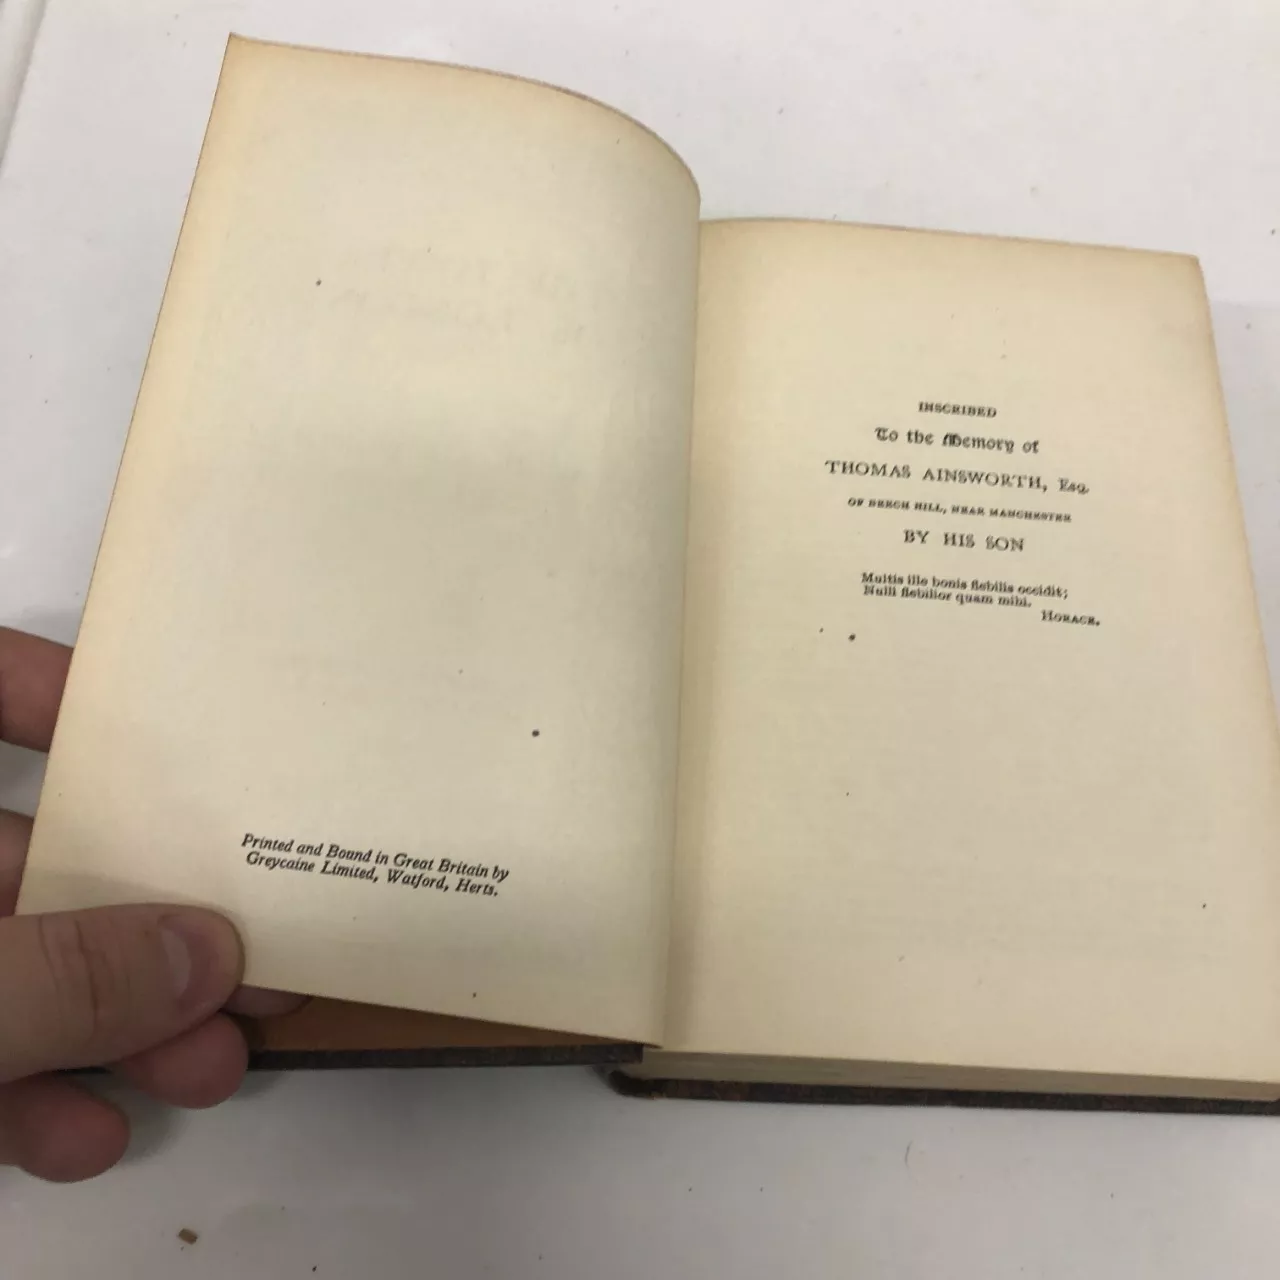 Printed and Bound in Great Britain by
Greycaine Limited, Watford, Herts.
INSCRIBED
To the Memory of
THOMAS AINSWORTH, Esq.
OF BEECH HILL, NEAR MANCHESTER
BY HIS SON
Multis ille bonis flebilis occidit;
Nulli flebilior quam mihi.
HORACE.